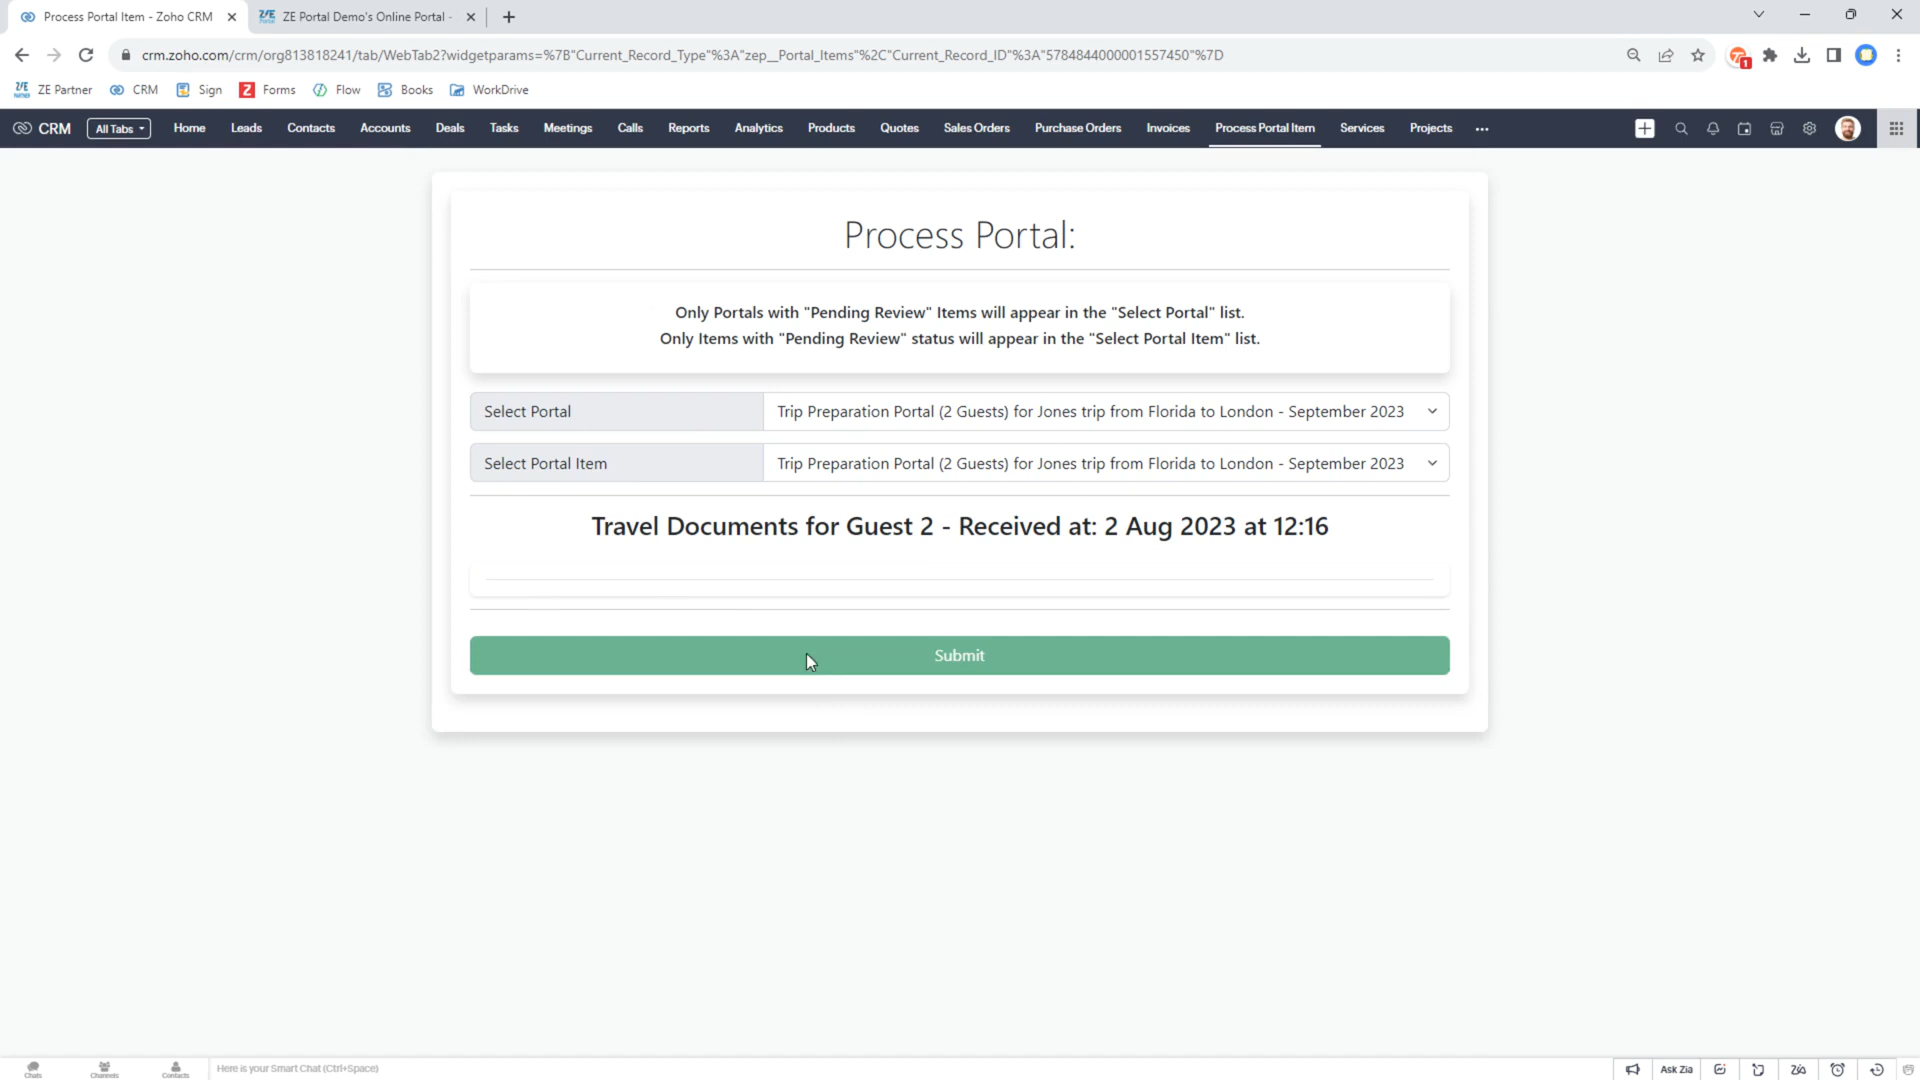 Process Portal Item - Zoho CRM
ZE Portal Demo's Online Portal -
crm.zoho.com/crm/org813818241/tab/WebTab2?widgetparams=%7B"Current_Record_Type"%3A"zep__Portal_Items"%2C"Current_Record_ID"%3A"5784844000001557450"%7D
1
ZE Partner CRM Sign Forms Flow Books WorkDrive
CRM All Tabs Home Leads Contacts Accounts Deals Tasks Meetings Calls Reports Analytics Products Quotes Sales Orders Purchase Orders Invoices Process Portal Item Services Projects ...
Process Portal:
Only Portals with "Pending Review" Items will appear in the "Select Portal" list.
Only Items with "Pending Review" status will appear in the "Select Portal Item" list.
Select Portal Trip Preparation Portal (2 Guests) for Jones trip from Florida to London - September 2023
Select Portal Item Trip Preparation Portal (2 Guests) for Jones trip from Florida to London - September 2023
Travel Documents for Guest 2 - Received at: 2 Aug 2023 at 12:16
Submit
Chats Channels Contacts Here is your Smart Chat (Ctrl+Space) Ask Zia